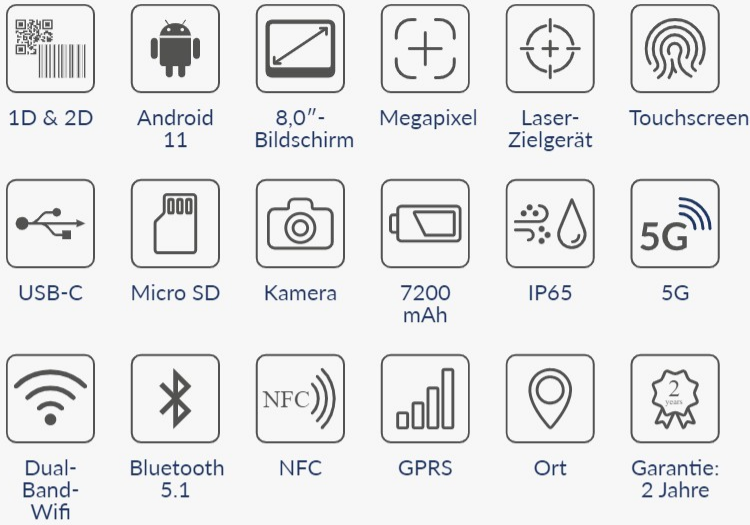 1D & 2D
Android
11
8,0″-
Bildschirm
Megapixel
Laser-
Zielgerät
Touchscreen
5G
USB-C
Micro SD
Kamera
7200
mAh
IP65
5G
NFC
2
years
Dual-
Band-
Wifi
Bluetooth
5.1
NFC
GPRS
Ort
Garantie:
2 Jahre